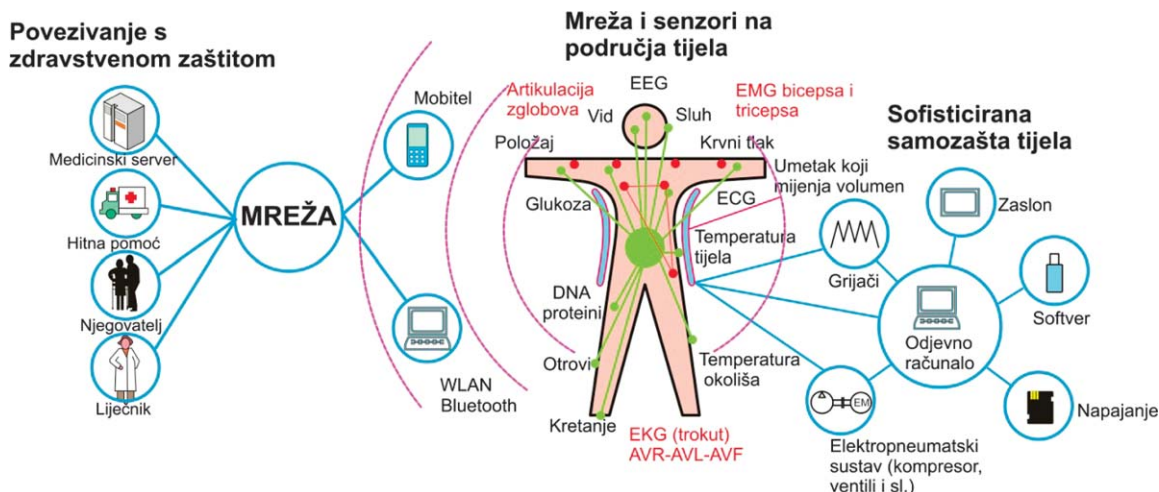 Povezivanje s
zdravstvenom zaštitom
Medicinski server
Hitna pomoć
Njegovatelj
Liječnik
MREŽA
Mobitel
WLAN
Bluetooth
Mreža i senzori na
područja tijela
Artikulacija
zglobova
EEG
EMG bicepsa i
tricepsa
Vid
Sluh
Položaj
Krvni tlak
Glukoza
ECG
Umetak koji
mijenja volumen
Temperatura
tijela
DNA
proteini
Otrovi
Temperatura
okoliša
Kretanje
EKG (trokut)
AVR-AVL-AVF
Sofisticirana
samozašta tijela
Zaslon
Grijači
Softver
Odjevno
računalo
EM
Napajanje
Elektropneumatski
sustav (kompresor,
ventili i sl.)